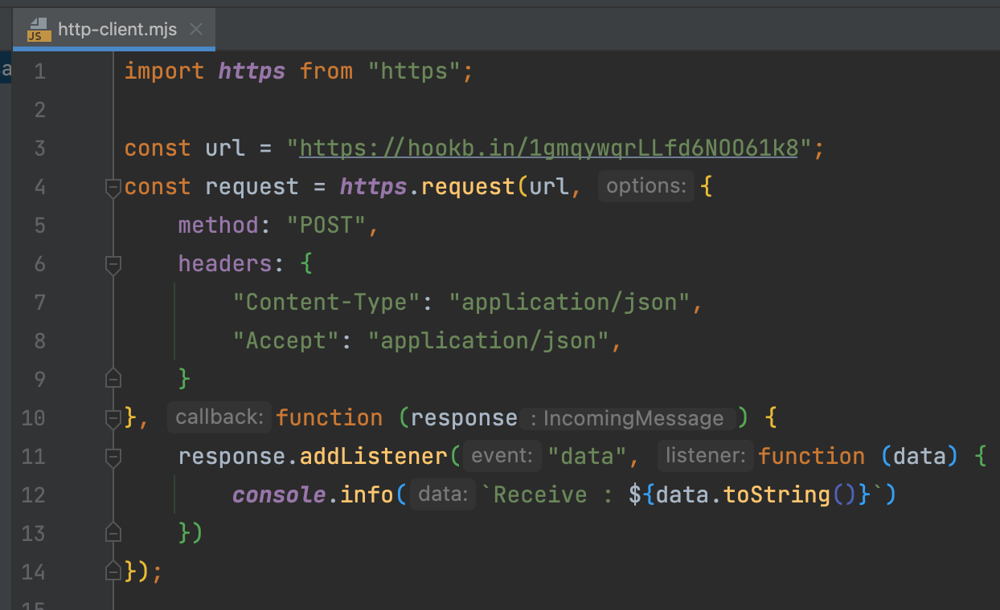 http-client.mjs
1 import https from "https";
2
3 const url = "https://hookb.in/1gmqywqrLLfd6NOO61k8";
4 const request = https.request(url, options: {
5     method: "POST",
6     headers: {
7         "Content-Type": "application/json",
8         "Accept": "application/json",
9     }
10 }, callback: function (response : IncomingMessage ) {
11     response.addListener( event: "data", listener: function (data) {
12         console.info( data: `Receive : ${data.toString()}`)
13     })
14 });
15